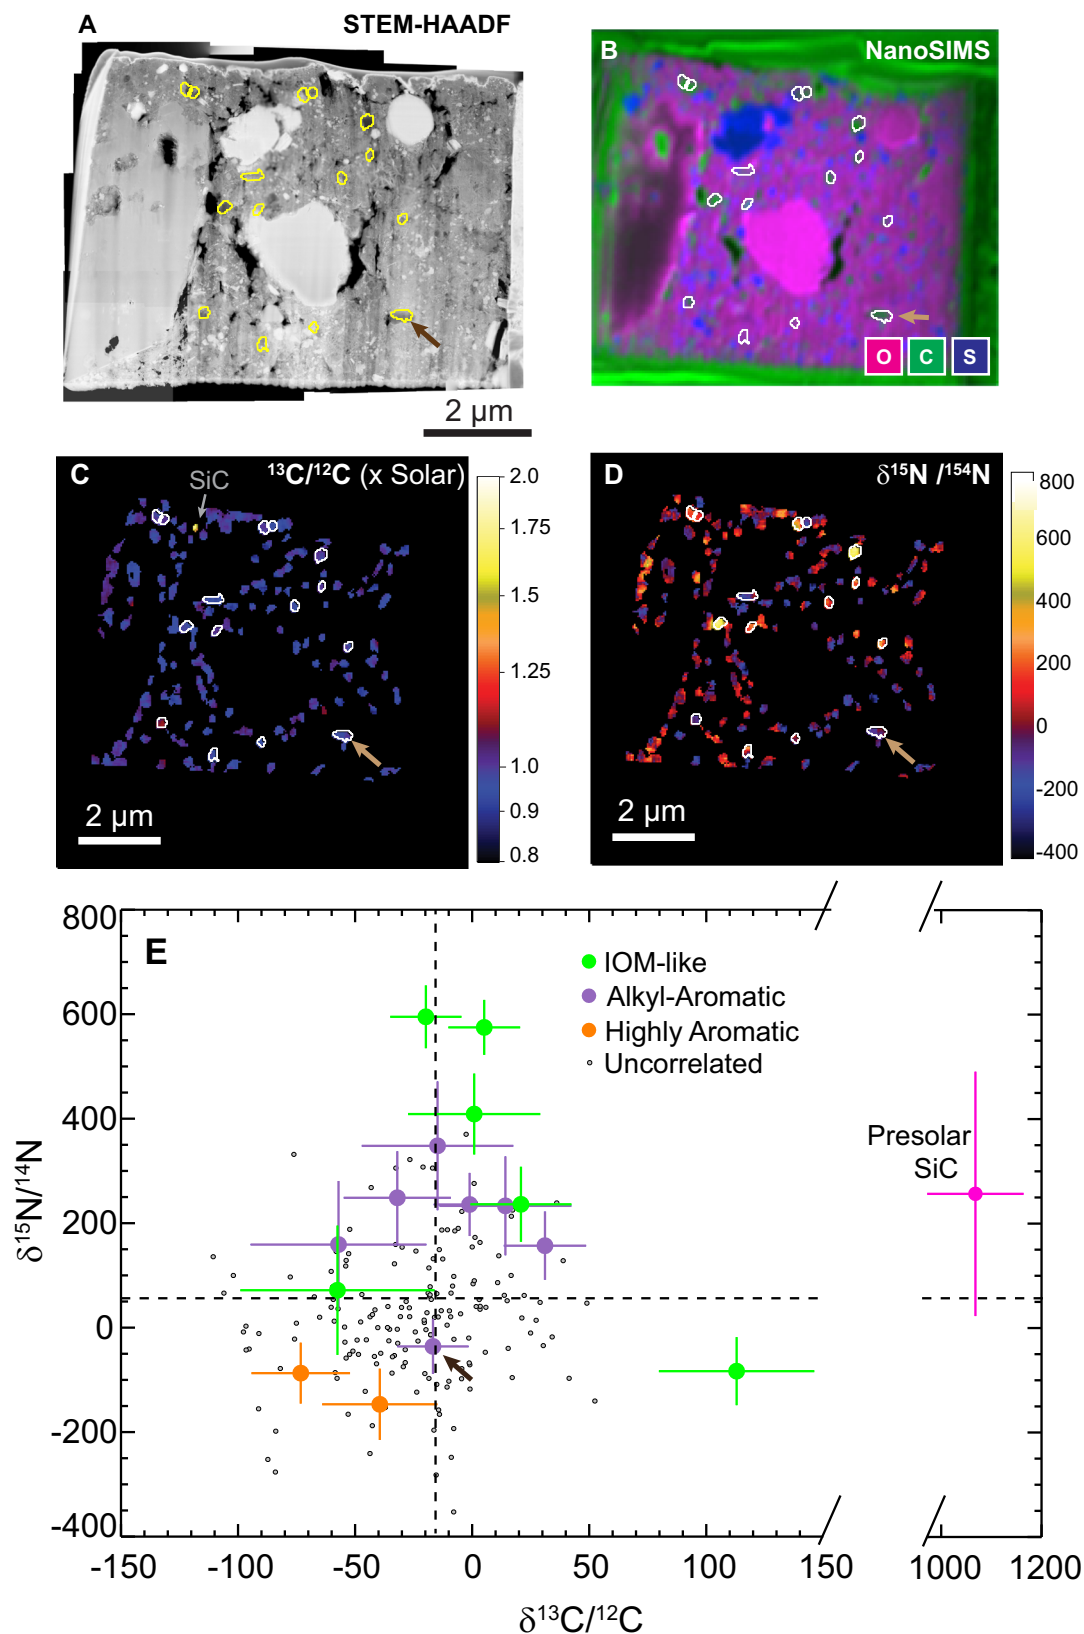 A STEM-HAADF
B NanoSIMS
O C S
2 μm
C ¹³C/¹²C (x Solar)
SiC
2.0
1.75
1.5
1.25
1.0
0.9
0.8
2 μm
D δ¹⁵N /¹⁵⁴N
800
600
400
200
0
-200
-400
2 μm
E
800
600
400
200
0
-200
-400
δ¹⁵N/¹⁴N
IOM-like
Alkyl-Aromatic
Highly Aromatic
Uncorrelated
Presolar
SiC
-150 -100 -50 0 50 100 150 1000 1200
δ¹³C/¹²C